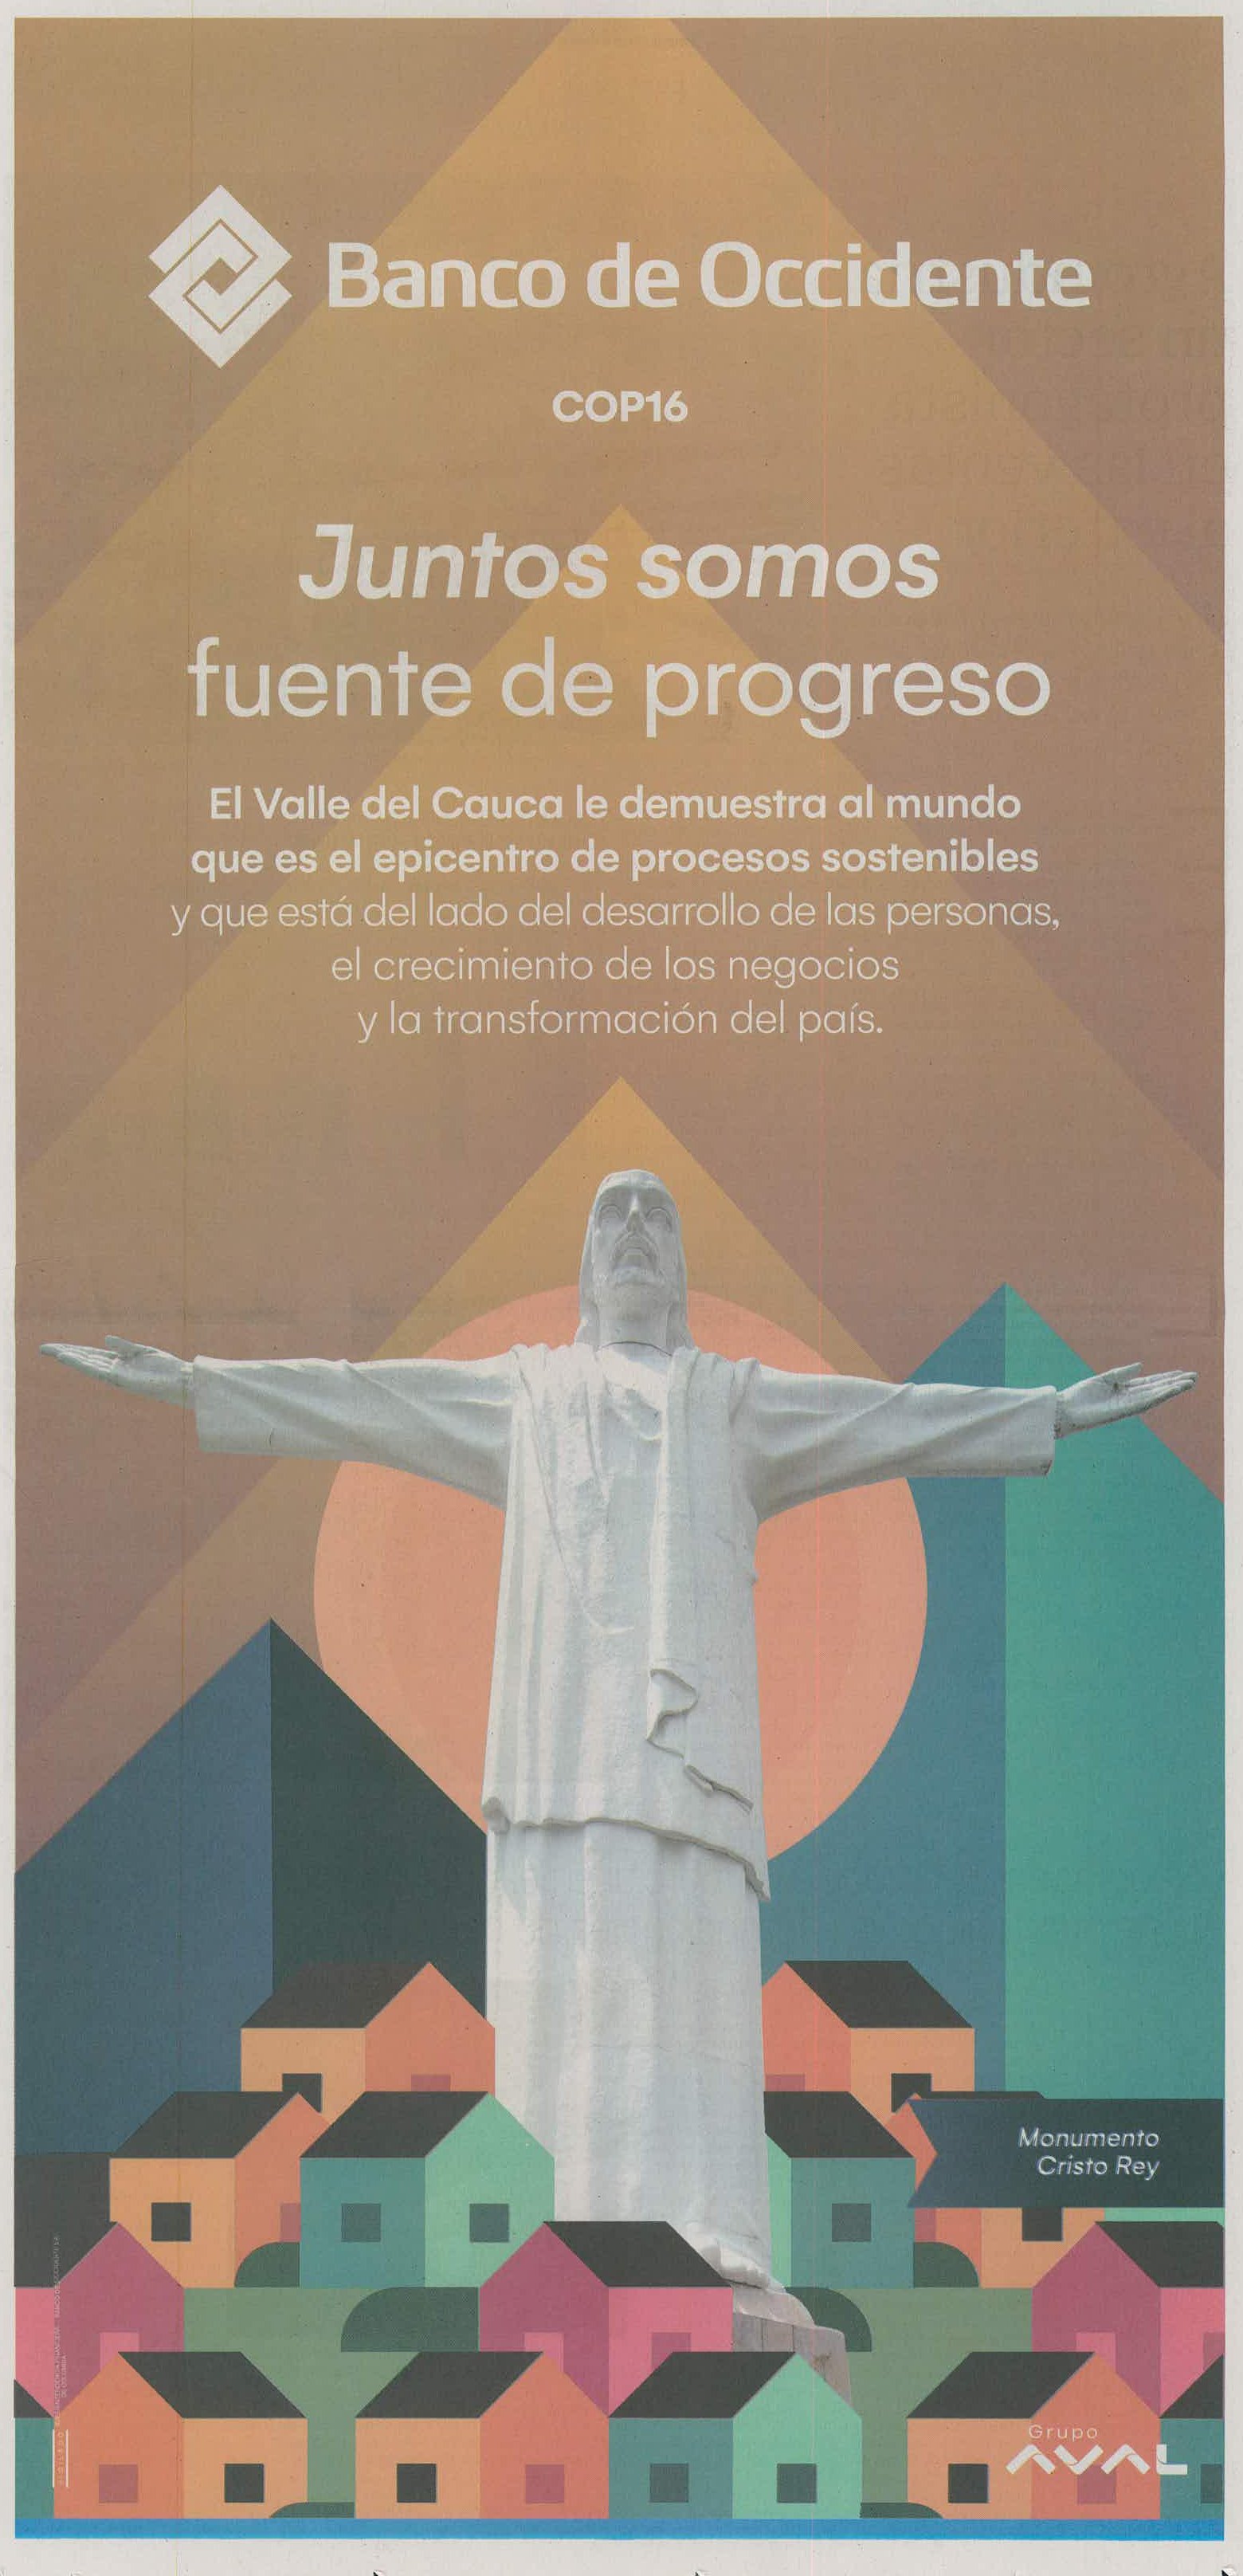 Banco de Occidente
COP16
Juntos somos
fuente de progreso
El Valle del Cauca le demuestra al mundo
que es el epicentro de procesos sostenibles
y que está del lado del desarrollo de las personas,
el crecimiento de los negocios
y la transformación del país.
Monumento
Cristo Rey
Grupo
AVAL